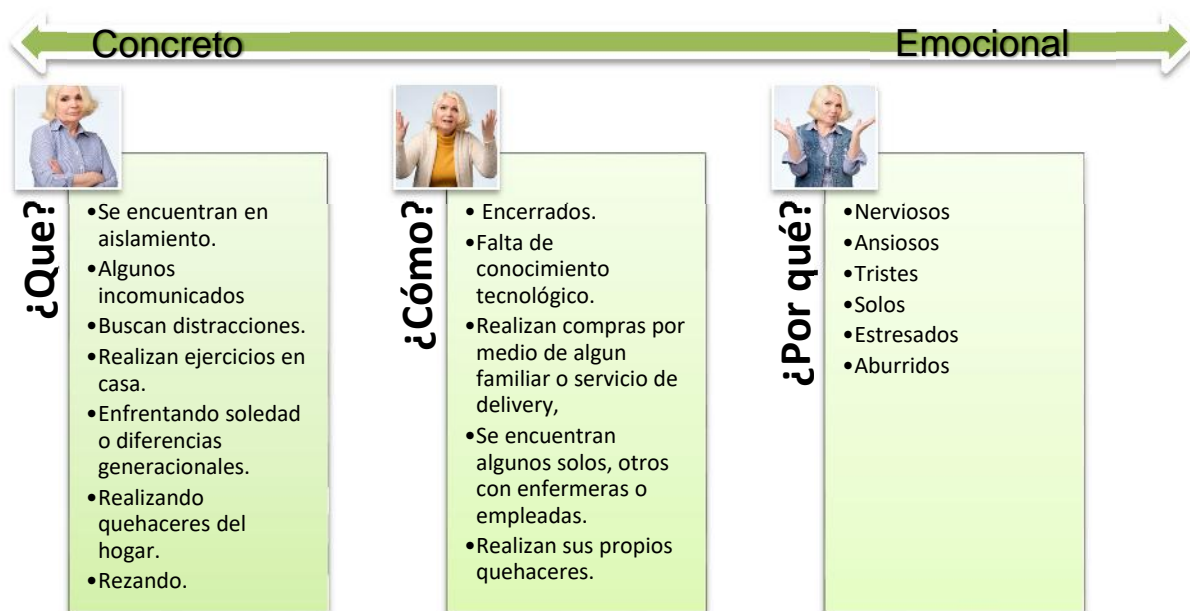 Concreto
Emocional
¿Que?
•Se encuentran en
aislamiento.
•Algunos
incomunicados
•Buscan distracciones.
•Realizan ejercicios en
casa.
•Enfrentando soledad
o diferencias
generacionales.
•Realizando
quehaceres del
hogar.
•Rezando.
¿Cómo?
• Encerrados.
•Falta de
conocimiento
tecnológico.
•Realizan compras por
medio de algun
familiar o servicio de
delivery,
•Se encuentran
algunos solos, otros
con enfermeras o
empleadas.
•Realizan sus propios
quehaceres.
¿Por qué?
•Nerviosos
•Ansiosos
•Tristes
•Solos
•Estresados
•Aburridos